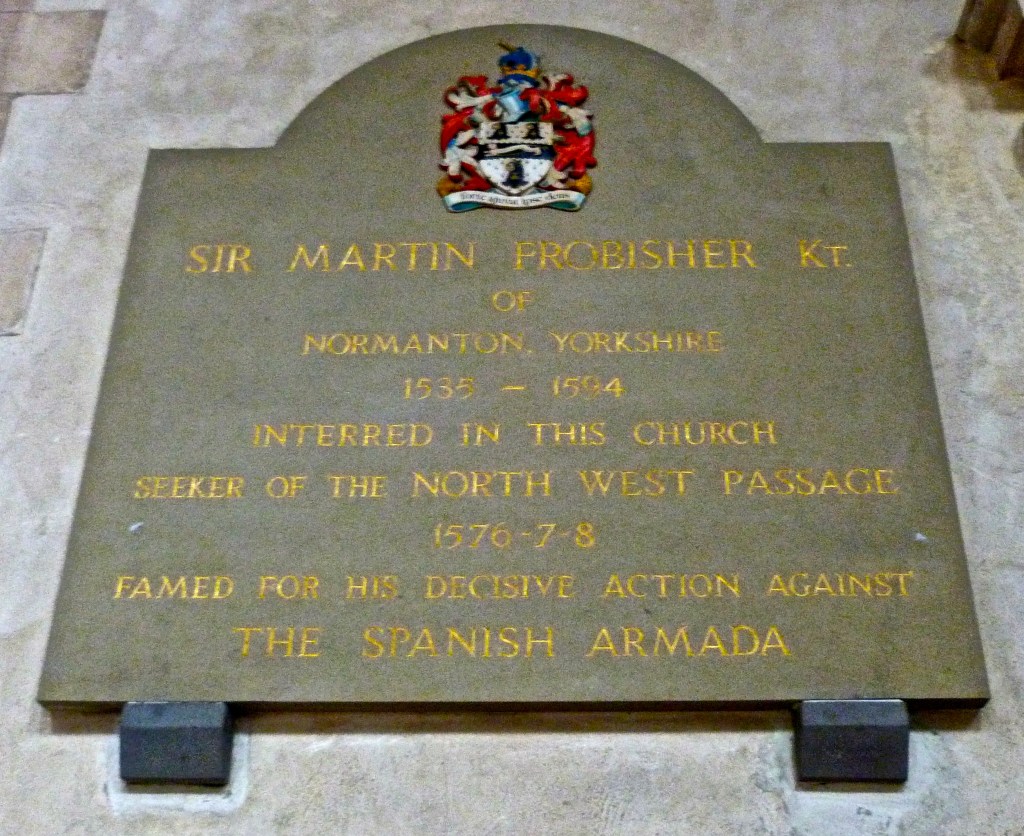 SIR MARTIN FROBISHER KT.
OF
NORMANTON, YORKSHIRE
1535 – 1594
INTERRED IN THIS CHURCH
SEEKER OF THE NORTH WEST PASSAGE
1576-7-8
FAMED FOR HIS DECISIVE ACTION AGAINST
THE SPANISH ARMADA